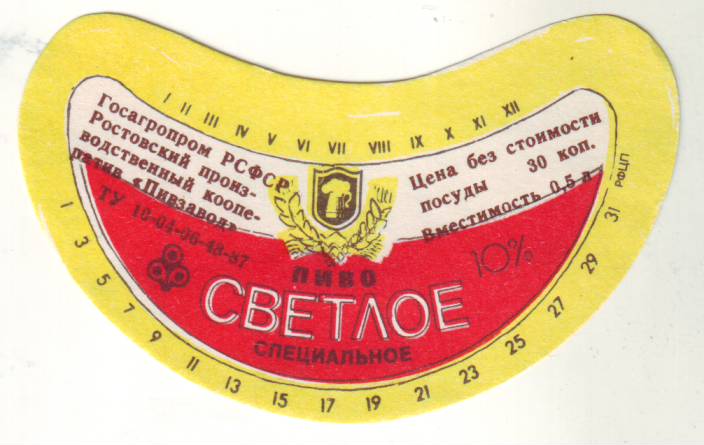 I II III IV V VI VII VIII IX X XI XII
Госагропром РСФСР
Ростовский произ-
водственный коопе-
ратив «Пивзавод»
ТУ 18-04-06-48-87
Цена без стоимости
посуды 30 коп.
Вместимость 0,5 л
РФЦП
10%
ПИВО
СВЕТЛОЕ
СПЕЦИАЛЬНОЕ
1 3 5 7 9 11 13 15 17 19 21 23 25 27 29 31